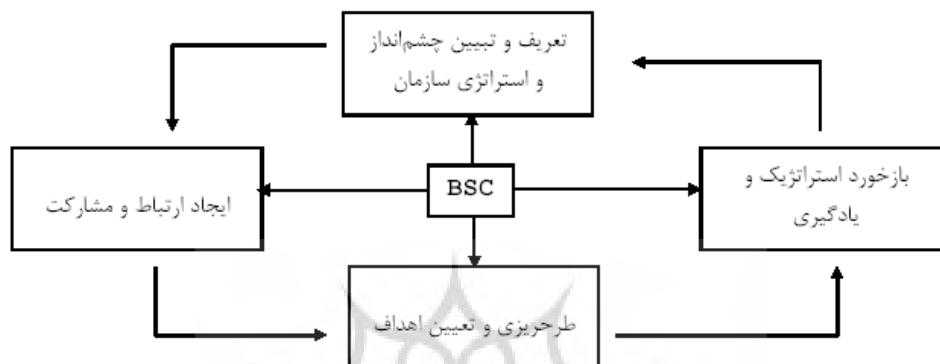 تعریف و تبیین چشم‌انداز
و استراتژی سازمان
بازخورد استراتژیک و
یادگیری
BSC
ایجاد ارتباط و مشارکت
طرحریزی و تعیین اهداف